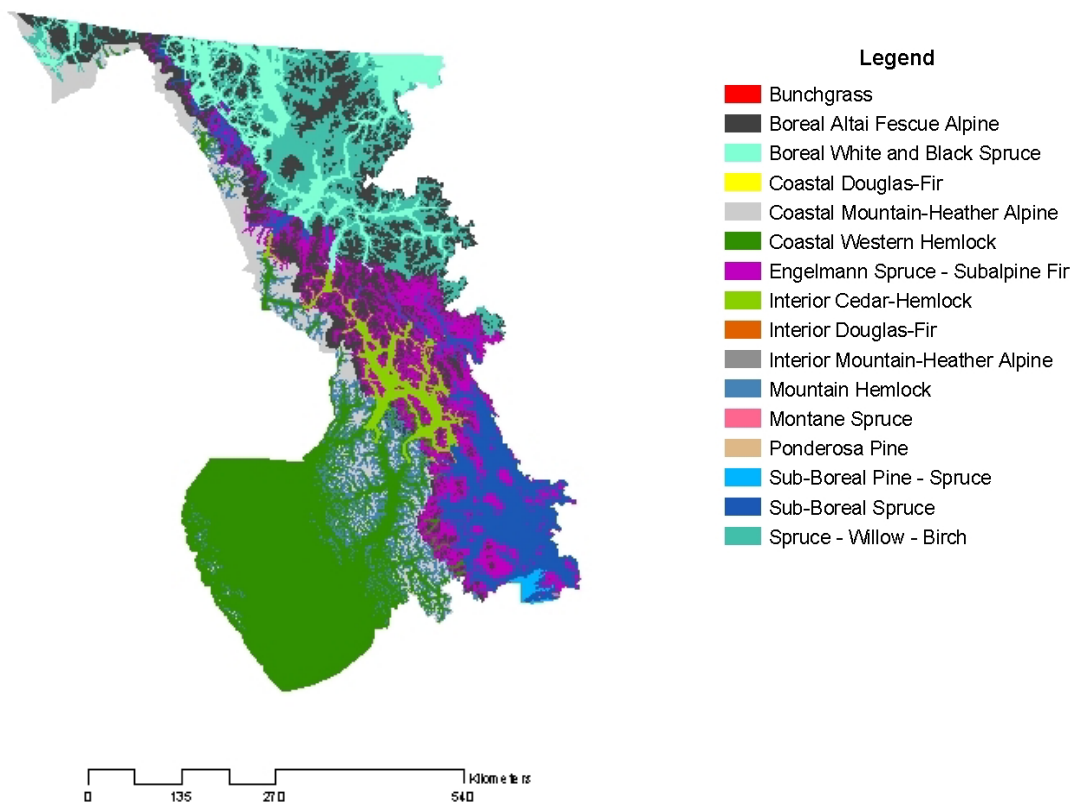 Legend
Bunchgrass
Boreal Altai Fescue Alpine
Boreal White and Black Spruce
Coastal Douglas-Fir
Coastal Mountain-Heather Alpine
Coastal Western Hemlock
Engelmann Spruce - Subalpine Fir
Interior Cedar-Hemlock
Interior Douglas-Fir
Interior Mountain-Heather Alpine
Mountain Hemlock
Montane Spruce
Ponderosa Pine
Sub-Boreal Pine - Spruce
Sub-Boreal Spruce
Spruce - Willow - Birch
Kilometers
0 135 270 540